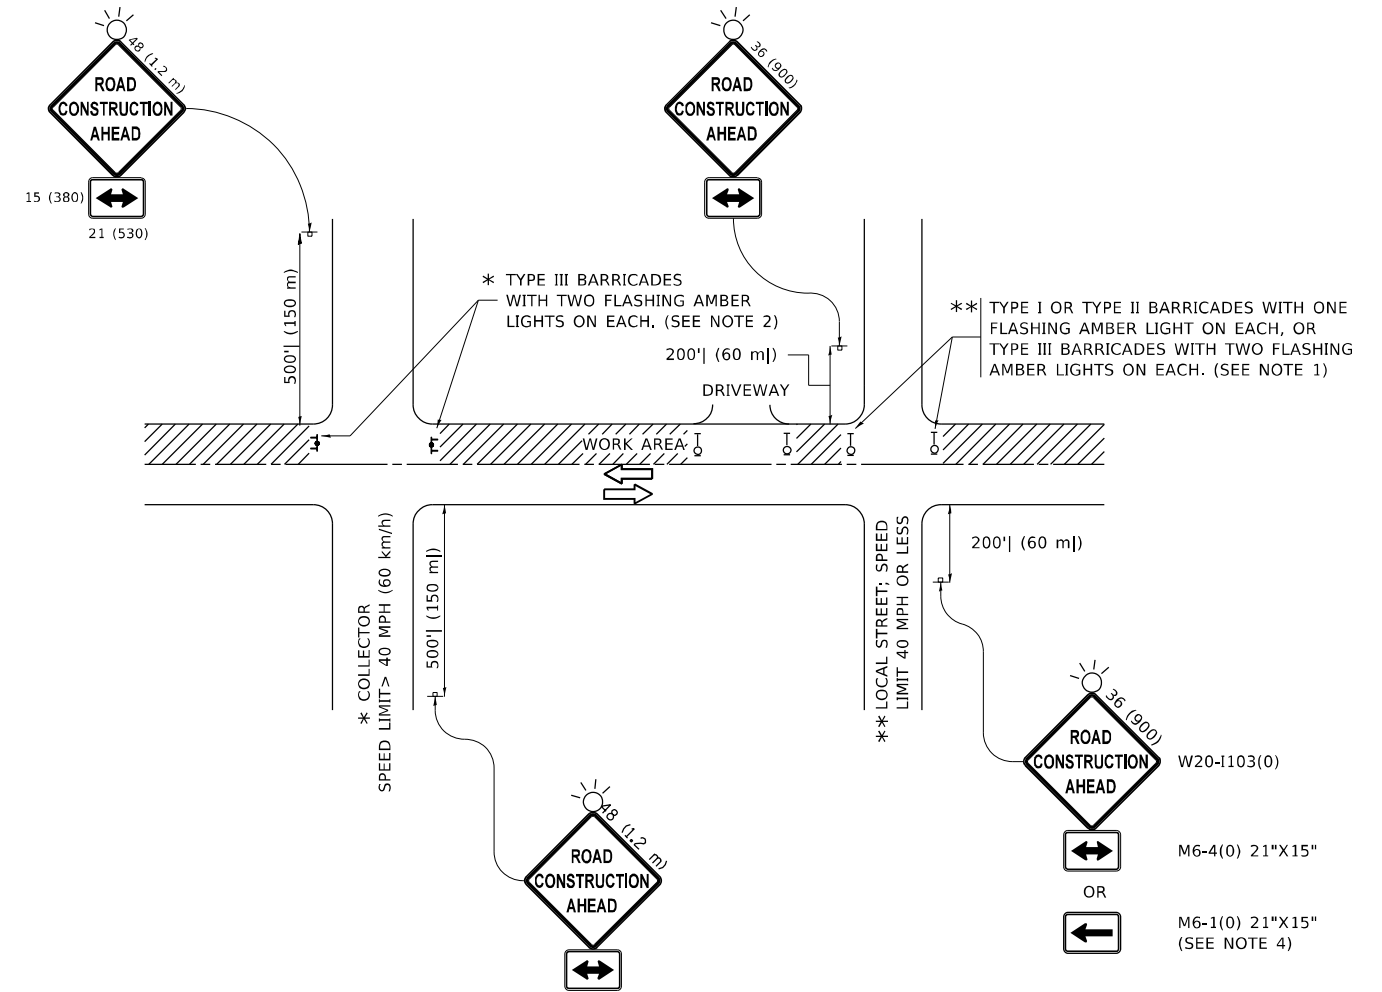 48 (1.2 m)
ROAD
CONSTRUCTION
AHEAD
15 (380)
21 (530)
36 (900)
ROAD
CONSTRUCTION
AHEAD
500'| (150 m)
* TYPE III BARRICADES
WITH TWO FLASHING AMBER
LIGHTS ON EACH. (SEE NOTE 2)
200'| (60 m|)
DRIVEWAY
** TYPE I OR TYPE II BARRICADES WITH ONE
FLASHING AMBER LIGHT ON EACH, OR
TYPE III BARRICADES WITH TWO FLASHING
AMBER LIGHTS ON EACH. (SEE NOTE 1)
WORK AREA
* COLLECTOR
SPEED LIMIT> 40 MPH (60 km/h)
500'| (150 m|)
** LOCAL STREET; SPEED
LIMIT 40 MPH OR LESS
200'| (60 m|)
48 (1.2 m)
ROAD
CONSTRUCTION
AHEAD
36 (900)
ROAD
CONSTRUCTION
AHEAD
W20-I103(0)
M6-4(0) 21"X15"
OR
M6-1(0) 21"X15"
(SEE NOTE 4)